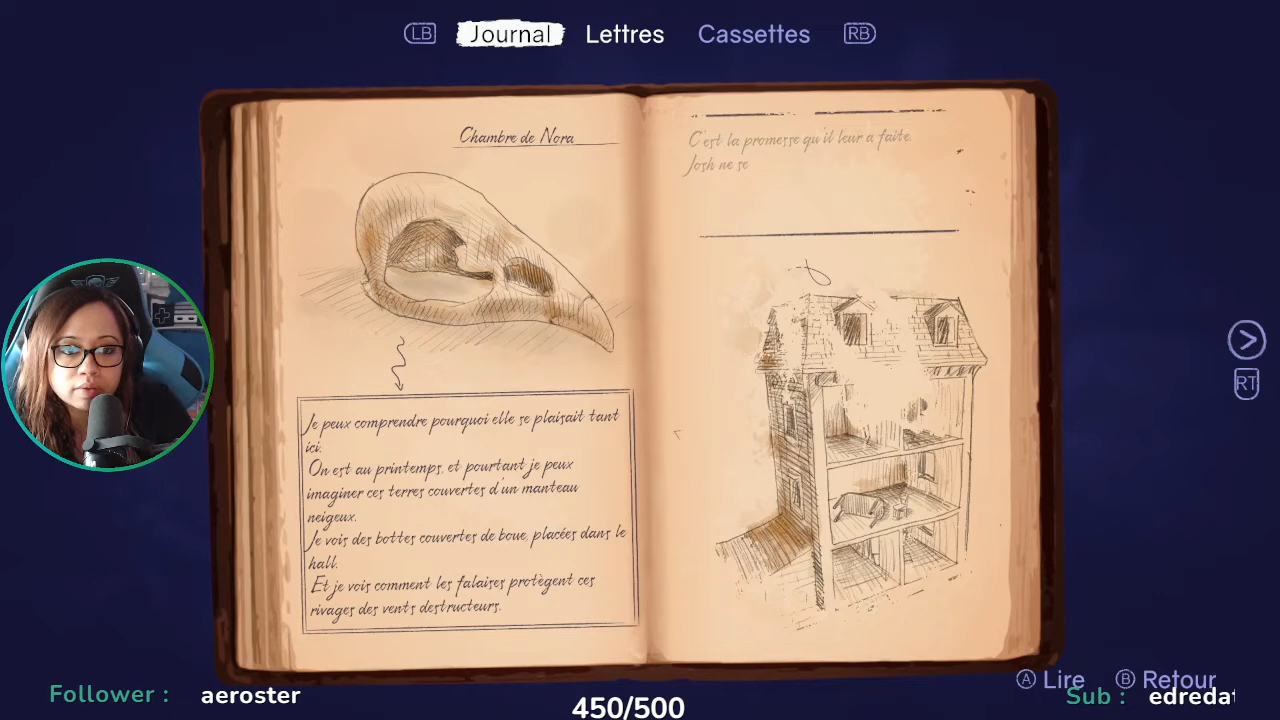 LB Journal Lettres Cassettes RB
Chambre de Nora
Je peux comprendre pourquoi elle se plaisait tant
ici.
On est au printemps, et pourtant je peux
imaginer ces terres couvertes d'un manteau
neigeux.
Je vois des bottes couvertes de boue, placées dans le
hall.
Et je vois comment les falaises protègent ces
rivages des vents destructeurs.
C'est la promesse qu'il leur a faite.
Josh ne se
RT
A Lire B Retour
Follower : aeroster
450/500
Sub : edredat